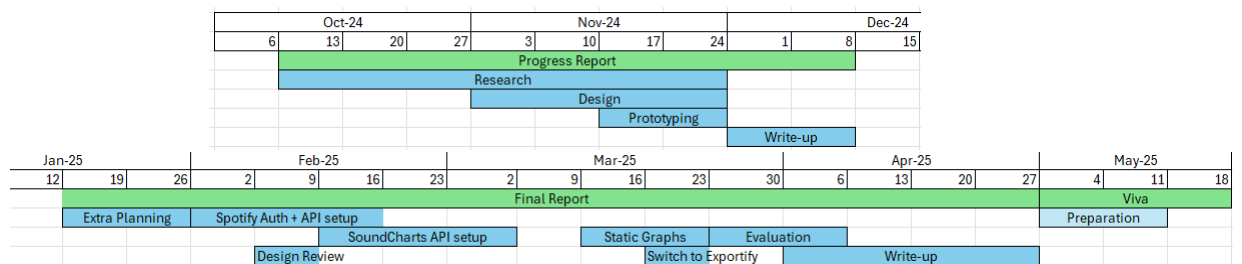 Oct-24 Nov-24 Dec-24
6 13 20 27 3 10 17 24 1 8 15
Progress Report
Research
Design
Prototyping
Write-up
Jan-25 Feb-25 Mar-25 Apr-25 May-25
12 19 26 2 9 16 23 2 9 16 23 30 6 13 20 27 4 11 18
Final Report Viva
Extra Planning Spotify Auth + API setup Preparation
SoundCharts API setup Static Graphs Evaluation
Design Review Switch to Exportify Write-up